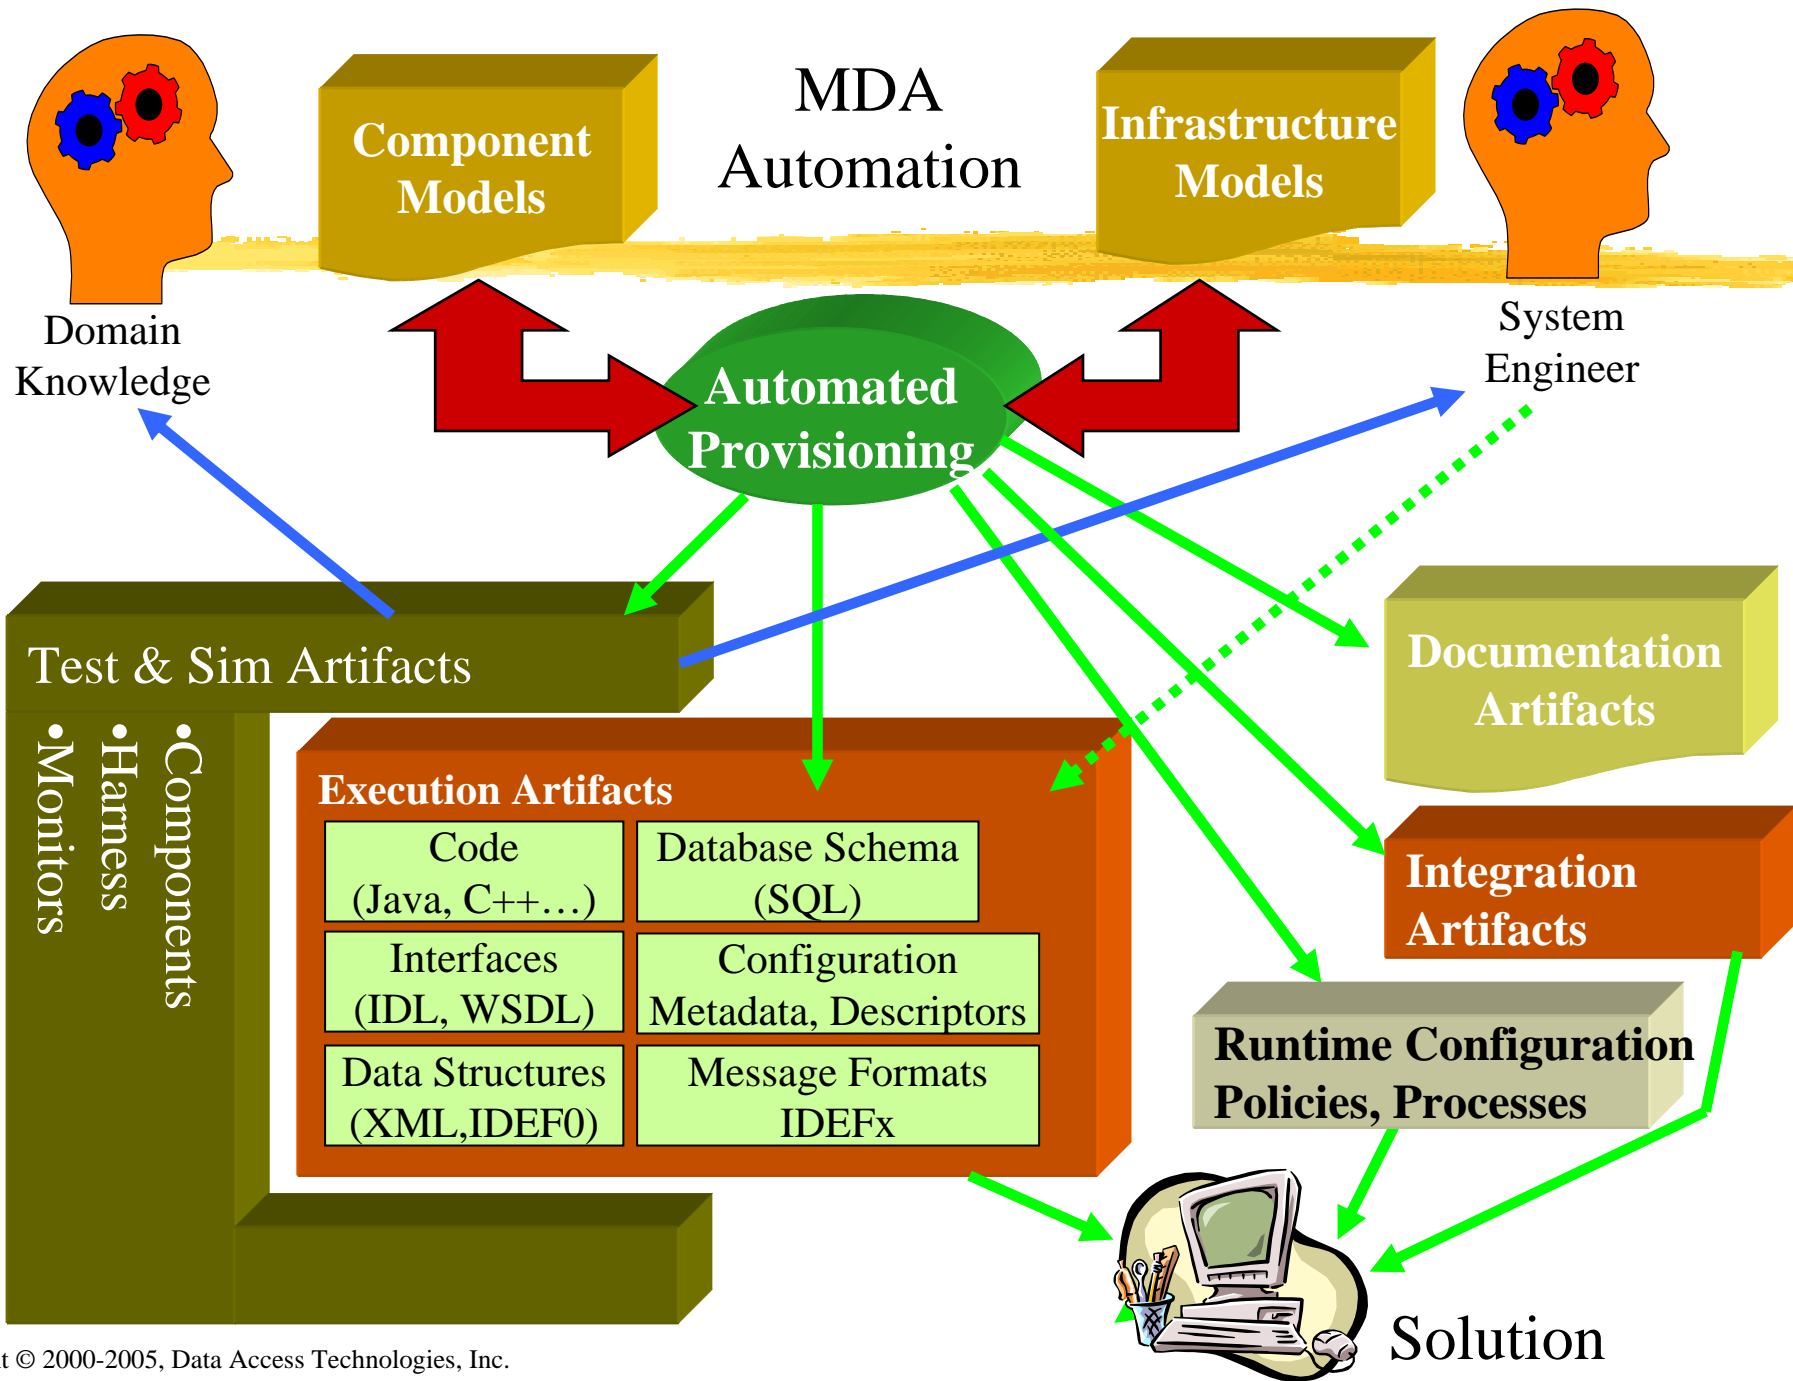 MDA
Automation
Component
Models
Infrastructure
Models
Domain
Knowledge
System
Engineer
Automated
Provisioning
Test & Sim Artifacts
•Components
•Harness
•Monitors
Execution Artifacts
Code
(Java, C++…)
Database Schema
(SQL)
Interfaces
(IDL, WSDL)
Configuration
Metadata, Descriptors
Data Structures
(XML,IDEF0)
Message Formats
IDEFx
Documentation
Artifacts
Integration
Artifacts
Runtime Configuration
Policies, Processes
Solution
© 2000-2005, Data Access Technologies, Inc.